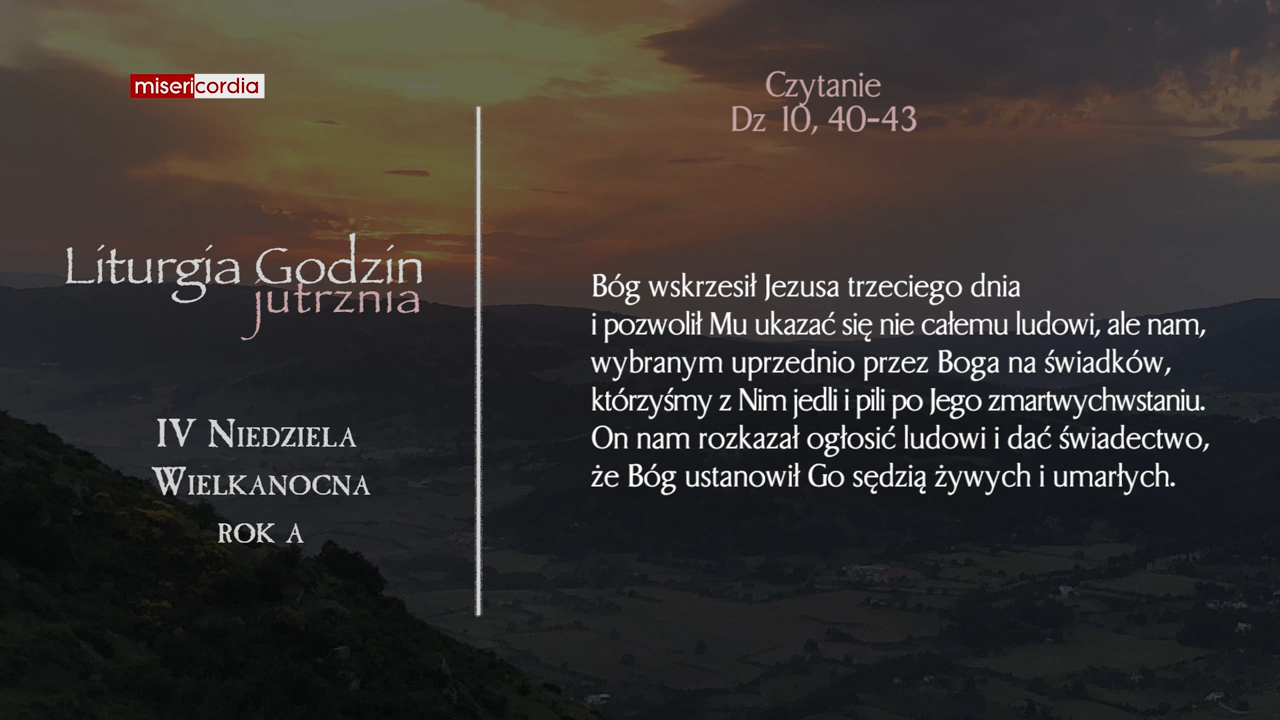 misericordia
Liturgia Godzin
jutrznia
IV Niedziela
Wielkanocna
rok a
Czytanie
Dz 10, 40-43
Bóg wskrzesił Jezusa trzeciego dnia
i pozwolił Mu ukazać się nie całemu ludowi, ale nam,
wybranym uprzednio przez Boga na świadków,
którzyśmy z Nim jedli i pili po Jego zmartwychwstaniu.
On nam rozkazał ogłosić ludowi i dać świadectwo,
że Bóg ustanowił Go sędzią żywych i umarłych.